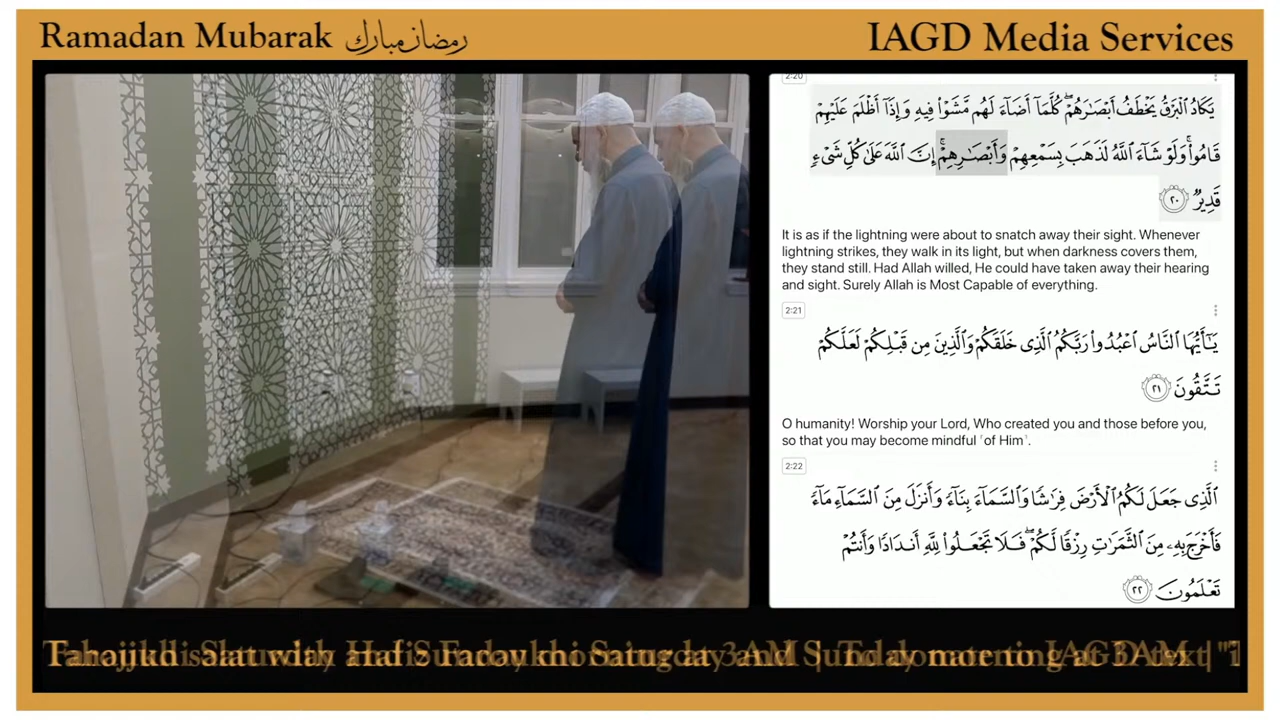 Ramadan Mubarak رمضان مبارك
IAGD Media Services
2:20
يَكَادُ ٱلْبَرْقُ يَخْطَفُ أَبْصَـٰرَهُمْ ۖ كُلَّمَآ أَضَآءَ لَهُم مَّشَوْا۟ فِيهِ وَإِذَآ أَظْلَمَ عَلَيْهِمْ
قَامُوا۟ ۚ وَلَوْ شَآءَ ٱللَّهُ لَذَهَبَ بِسَمْعِهِمْ وَأَبْصَـٰرِهِمْ ۚ إِنَّ ٱللَّهَ عَلَىٰ كُلِّ شَىْءٍ
قَدِيرٌ ٢٠
It is as if the lightning were about to snatch away their sight. Whenever
lightning strikes, they walk in its light, but when darkness covers them,
they stand still. Had Allah willed, He could have taken away their hearing
and sight. Surely Allah is Most Capable of everything.
2:21
يَـٰٓأَيُّهَا ٱلنَّاسُ ٱعْبُدُوا۟ رَبَّكُمُ ٱلَّذِى خَلَقَكُمْ وَٱلَّذِينَ مِن قَبْلِكُمْ لَعَلَّكُمْ
تَتَّقُونَ ٢١
O humanity! Worship your Lord, Who created you and those before you,
so that you may become mindful ˹of Him˺.
2:22
ٱلَّذِى جَعَلَ لَكُمُ ٱلْأَرْضَ فِرَٰشًا وَٱلسَّمَآءَ بِنَآءً وَأَنزَلَ مِنَ ٱلسَّمَآءِ مَآءً
فَأَخْرَجَ بِهِۦ مِنَ ٱلثَّمَرَٰتِ رِزْقًا لَّكُمْ ۖ فَلَا تَجْعَلُوا۟ لِلَّهِ أَندَادًا وَأَنتُمْ
تَعْلَمُونَ ٢٢